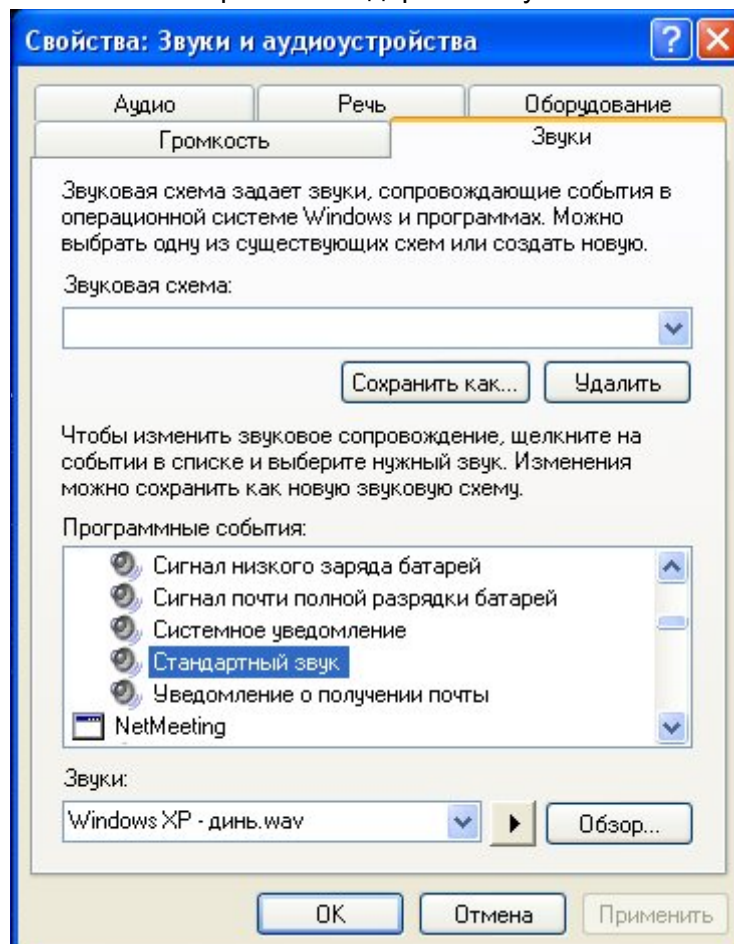 Свойства: Звуки и аудиоустройства
Аудио
Речь
Оборудование
Громкость
Звуки
Звуковая схема задает звуки, сопровождающие события в
операционной системе Windows и программах. Можно
выбрать одну из существующих схем или создать новую.
Звуковая схема:
Сохранить как...
Удалить
Чтобы изменить звуковое сопровождение, щелкните на
событии в списке и выберите нужный звук. Изменения
можно сохранить как новую звуковую схему.
Программные события:
Сигнал низкого заряда батарей
Сигнал почти полной разрядки батарей
Системное уведомление
Стандартный звук
Уведомление о получении почты
NetMeeting
Звуки:
Windows XP - динь.wav
Обзор...
OK
Отмена
Применить